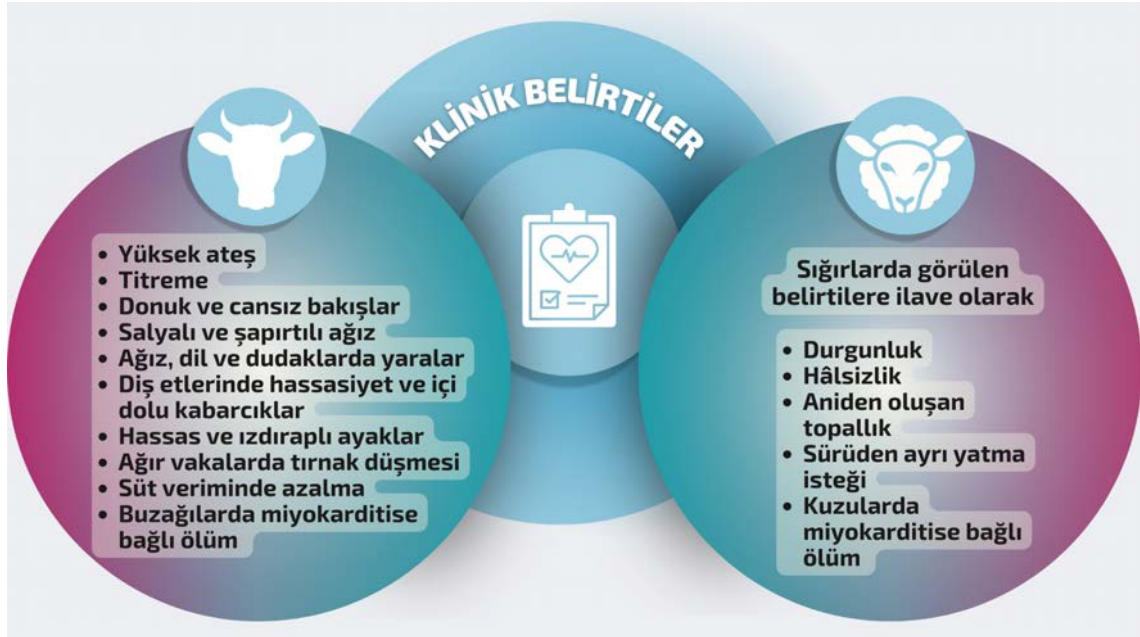 KLİNİK BELİRTİLER
• Yüksek ateş
• Titreme
• Donuk ve cansız bakışlar
• Salyalı ve şapırtılı ağız
• Ağız, dil ve dudaklarda yaralar
• Diş etlerinde hassasiyet ve içi
dolu kabarcıklar
• Hassas ve ızdıraplı ayaklar
• Ağır vakalarda tırnak düşmesi
• Süt veriminde azalma
• Buzağılarda miyokarditise
bağlı ölüm
Sığırlarda görülen
belirtilere ilave olarak
• Durgunluk
• Hâlsizlik
• Aniden oluşan
topallık
• Sürüden ayrı yatma
isteği
• Kuzularda
miyokarditise bağlı
ölüm